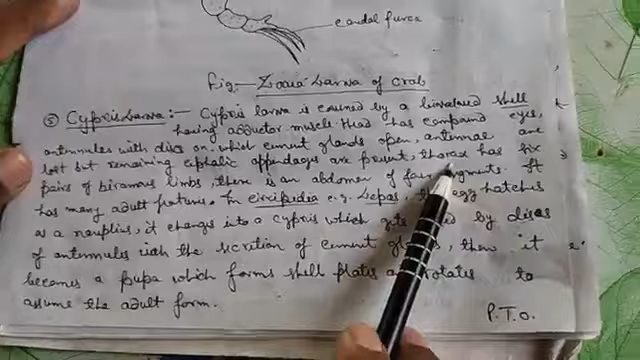 caudal furca
Fig:— Zoaea Larva of Crab
⑤ Cypris Larva:— Cypris larva is covered by a bivalved shell
having adductor muscle Head has compound eyes,
antennules with discs on which cement glands open, antennae are
lost but remaining cephalic appendages are present, thorax has six
pairs of biramous limbs, there is an abdomen of four segments. It
has many adult features. In cirripedia e.g. Lepas, the egg hatches
as a nauplius, it changes into a cypris which gets by discs
of antennules with the secretion of cement, then it
becomes a pupa which forms shell plates and rotates to
assume the adult form.
P.T.O.